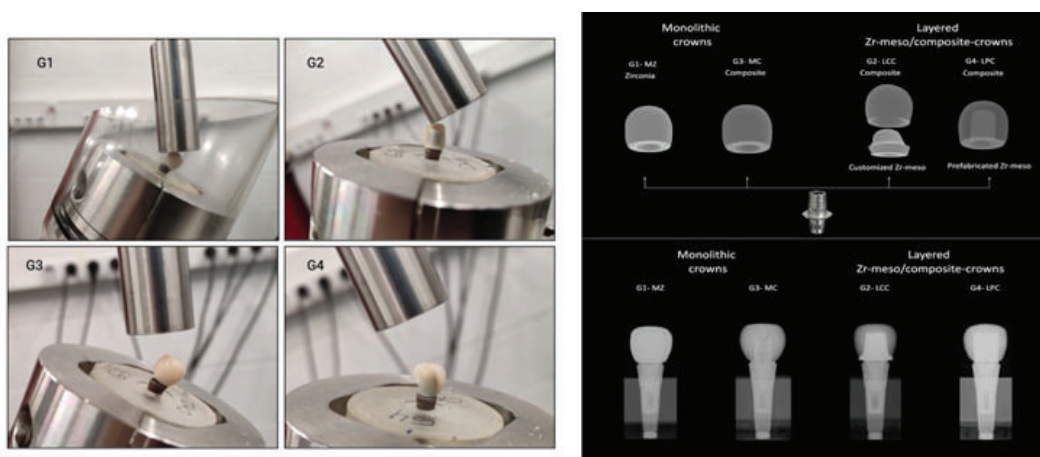 G1
G2
G3
G4
Monolithic
crowns
Layered
Zr-meso/composite-crowns
G1- MZ
Zirconia
G3- MC
Composite
G2- LCC
Composite
G4- LPC
Composite
Customized Zr-meso
Prefabricated Zr-meso
Monolithic
crowns
Layered
Zr-meso/composite-crowns
G1- MZ
G3- MC
G2- LCC
G4- LPC